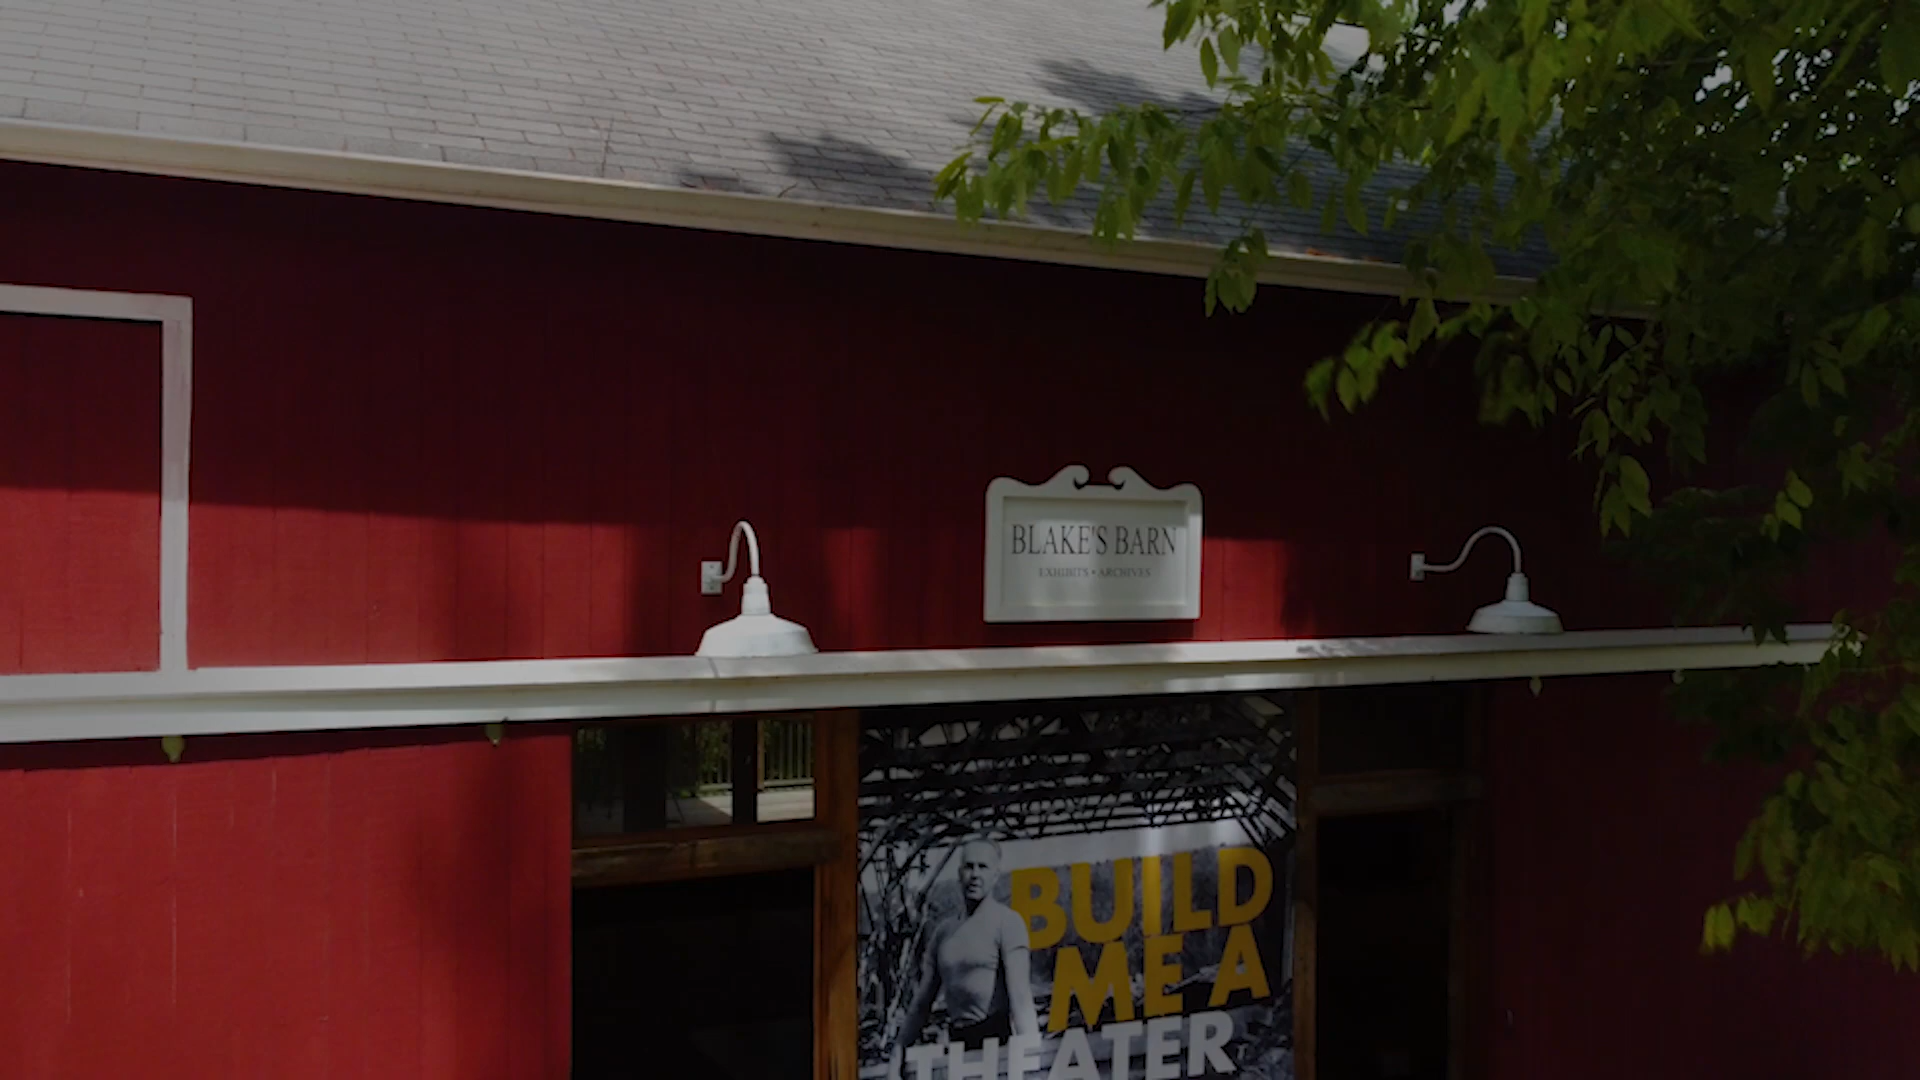 BLAKE'S BARN
EXHIBITS • ARCHIVES
BUILD
ME A
THEATER